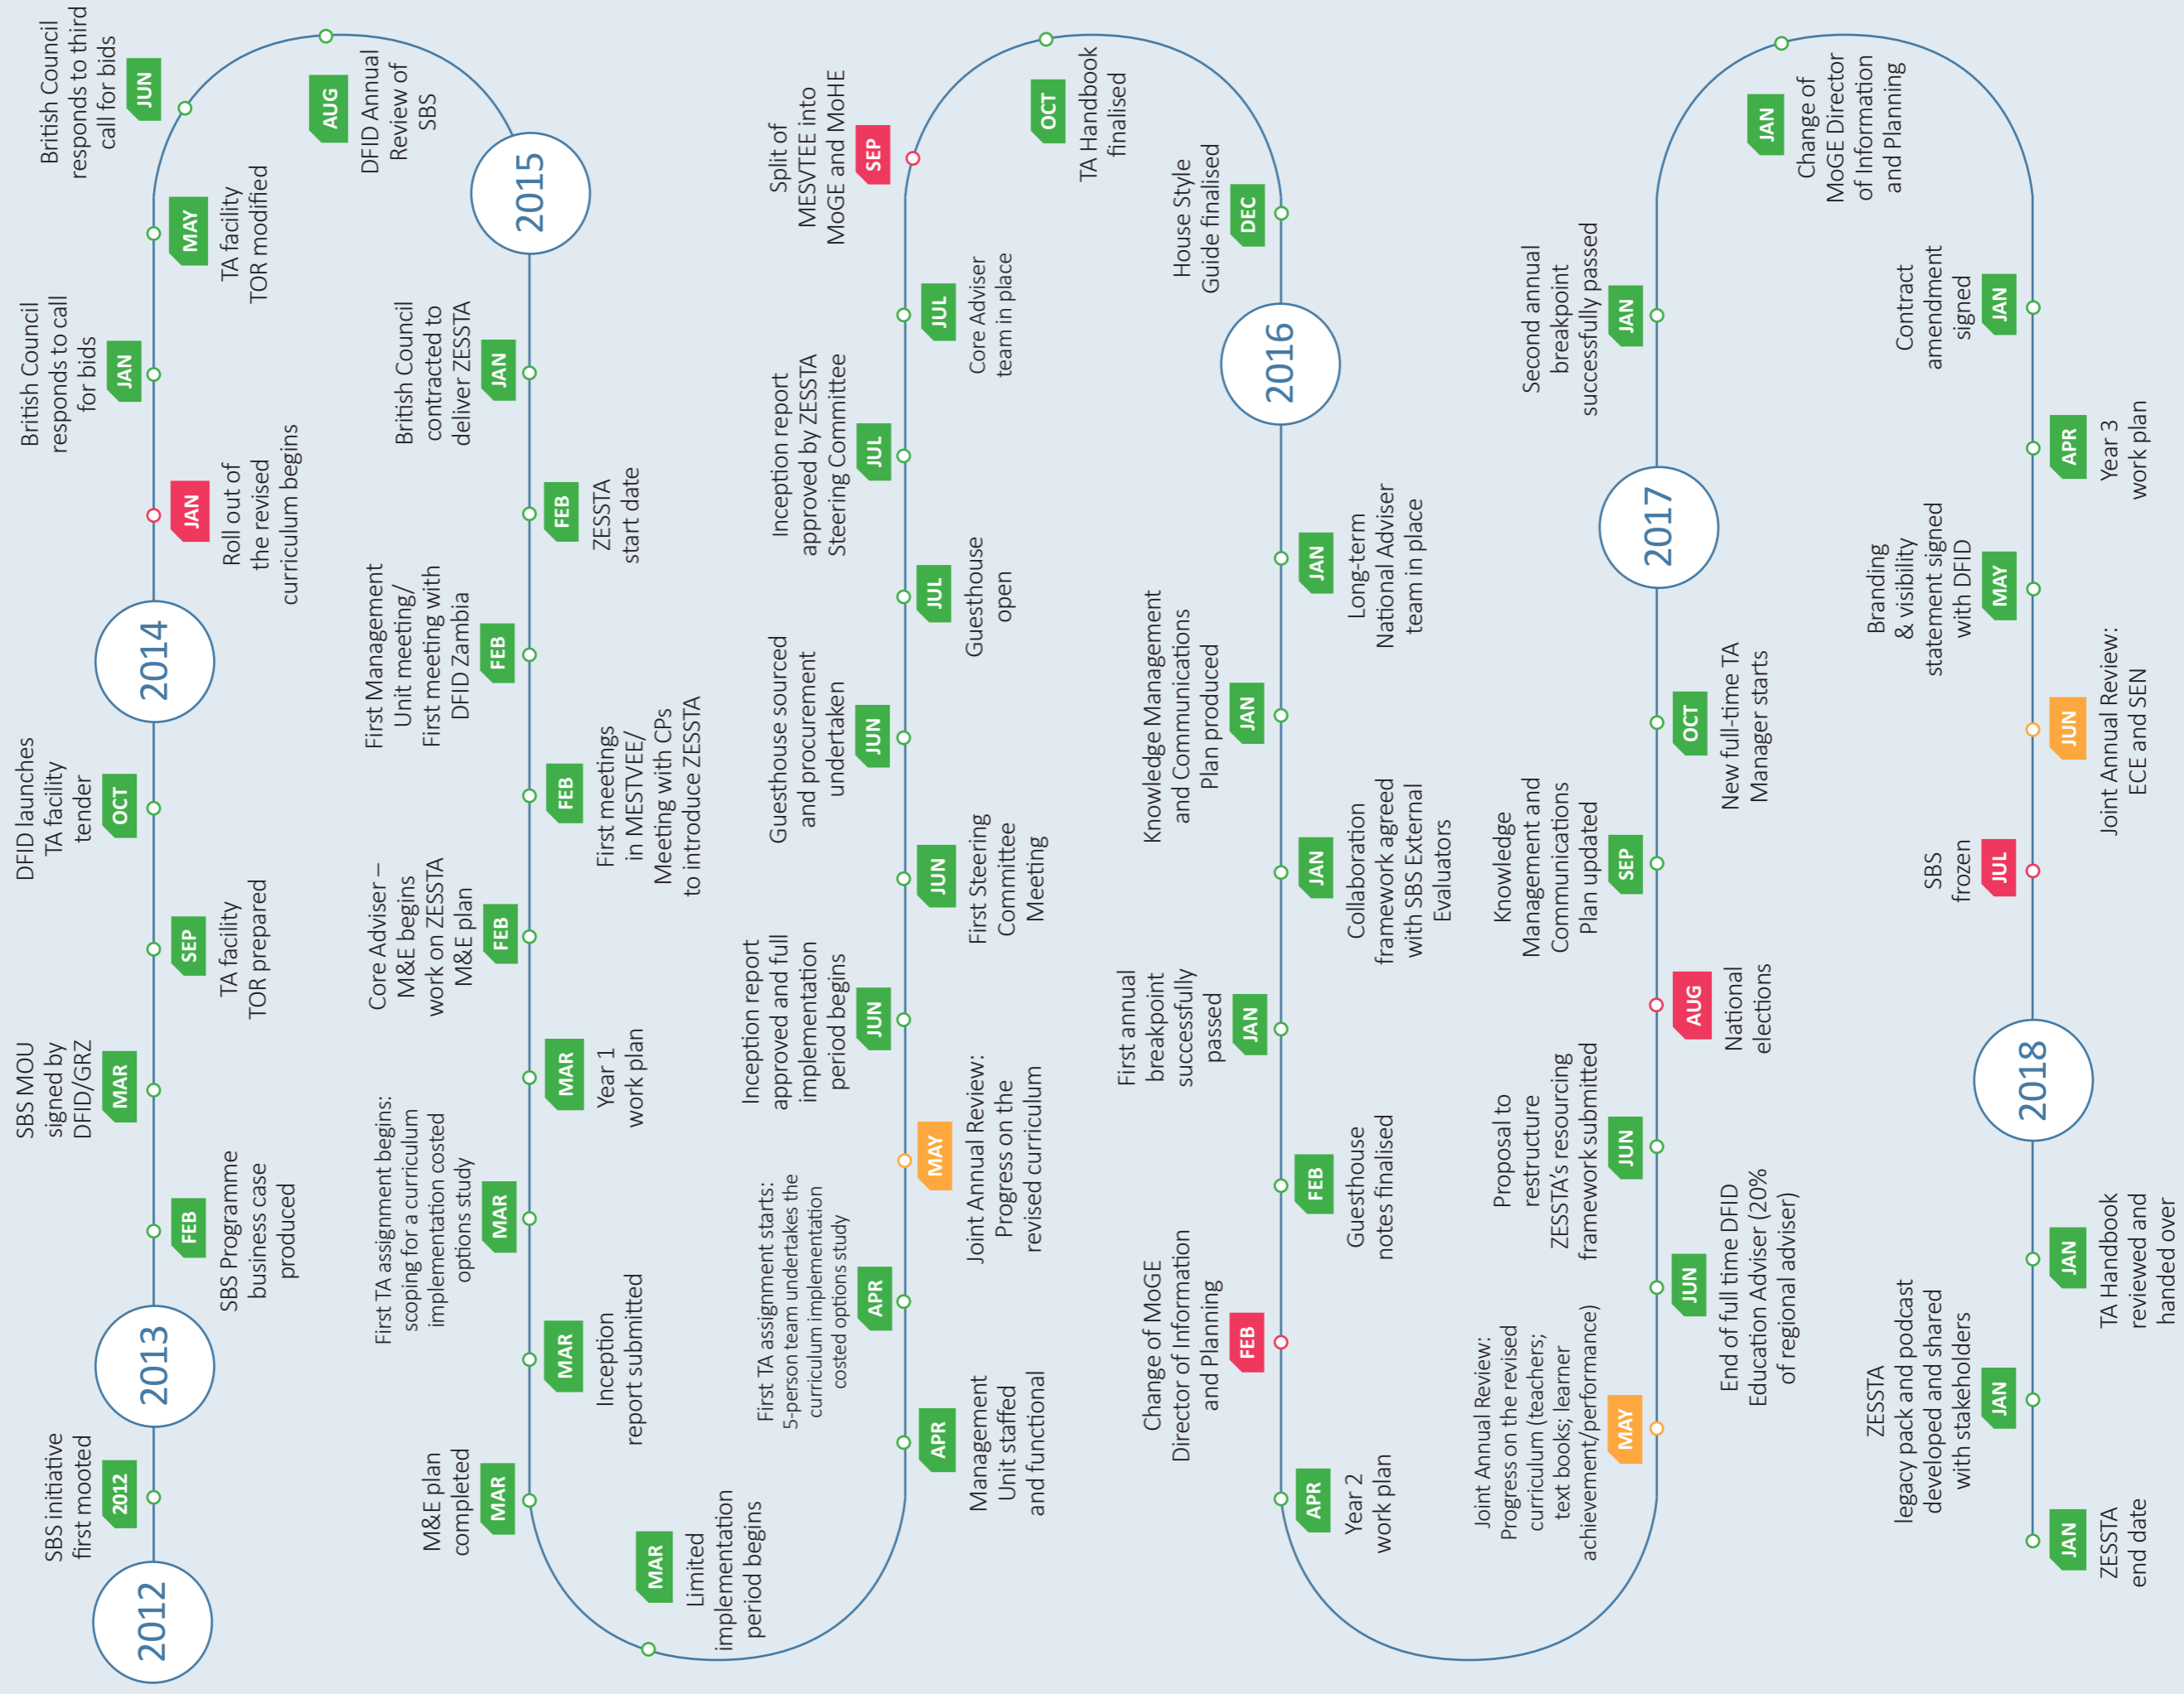 2012
2012
SBS initiative
first mooted
2013
FEB
SBS Programme
business case
produced
SBS MOU
signed by
DFID/GRZ
MAR
SEP
TA facility
TOR prepared
DFID launches
TA facility
tender
OCT
2014
JAN
Roll out of
the revised
curriculum begins
British Council
responds to call
for bids
JAN
MAY
TA facility
TOR modified
British Council
responds to third
call for bids
JUN
AUG
DFID Annual
Review of
SBS
2015
British Council
contracted to
deliver ZESSTA
JAN
FEB
ZESSTA
start date
First Management
Unit meeting/
First meeting with
DFID Zambia
FEB
FEB
First meetings
in MESTVEE/
Meeting with CPs
to introduce ZESSTA
Core Adviser –
M&E begins
work on ZESSTA
M&E plan
FEB
MAR
Year 1
work plan
First TA assignment begins:
scoping for a curriculum
implementation costed
options study
MAR
MAR
Inception
report submitted
M&E plan
completed
MAR
MAR
Limited
implementation
period begins
APR
Management
Unit staffed
and functional
First TA assignment starts:
5-person team undertakes the
curriculum implementation
costed options study
APR
MAY
Joint Annual Review:
Progress on the
revised curriculum
Inception report
approved and full
implementation
period begins
JUN
JUN
First Steering
Committee
Meeting
Guesthouse sourced
and procurement
undertaken
JUN
JUL
Guesthouse
open
Inception report
approved by ZESSTA
Steering Committee
JUL
JUL
Core Adviser
team in place
Split of
MESVTEE into
MoGE and MoHE
SEP
OCT
TA Handbook
finalised
House Style
Guide finalised
DEC
2016
JAN
Long-term
National Adviser
team in place
Knowledge Management
and Communications
Plan produced
JAN
JAN
Collaboration
framework agreed
with SBS External
Evaluators
First annual
breakpoint
successfully
passed
JAN
FEB
Guesthouse
notes finalised
Change of MoGE
Director of Information
and Planning
FEB
APR
Year 2
work plan
Joint Annual Review:
Progress on the revised
curriculum (teachers;
text books; learner
achievement/performance)
MAY
JUN
End of full time DFID
Education Adviser (20%
of regional adviser)
Proposal to
restructure
ZESSTA's resourcing
framework submitted
JUN
AUG
National
elections
Knowledge
Management and
Communications
Plan updated
SEP
OCT
New full-time TA
Manager starts
2017
Second annual
breakpoint
successfully passed
JAN
JAN
Change of
MoGE Director
of Information
and Planning
Contract
amendment
signed
JAN
APR
Year 3
work plan
Branding
& visibility
statement signed
with DFID
MAY
JUN
Joint Annual Review:
ECE and SEN
SBS
frozen
JUL
2018
JAN
TA Handbook
reviewed and
handed over
ZESSTA
legacy pack and podcast
developed and shared
with stakeholders
JAN
JAN
ZESSTA
end date